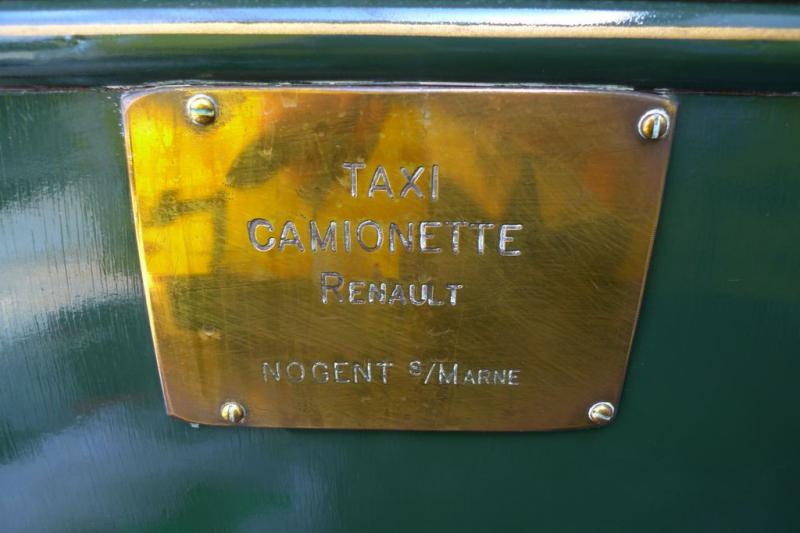 TAXI
CAMIONETTE
RENAULT
NOGENT S/MARNE